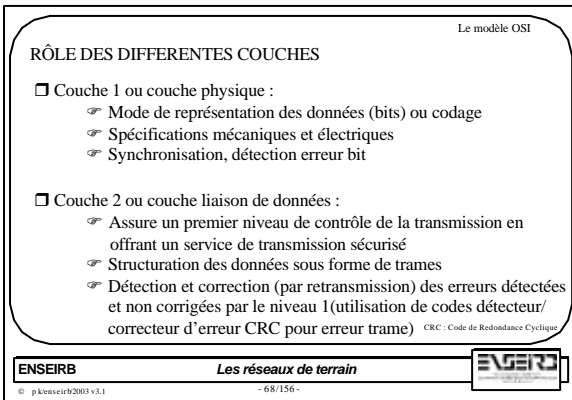 Le modèle OSI
RÔLE DES DIFFERENTES COUCHES
Couche 1 ou couche physique :
Mode de représentation des données (bits) ou codage
Spécifications mécaniques et électriques
Synchronisation, détection erreur bit
Couche 2 ou couche liaison de données :
Assure un premier niveau de contrôle de la transmission en
offrant un service de transmission sécurisé
Structuration des données sous forme de trames
Détection et correction (par retransmission) des erreurs détectées
et non corrigées par le niveau 1(utilisation de codes détecteur/
correcteur d'erreur CRC pour erreur trame) CRC : Code de Redondance Cyclique
ENSEIRB Les réseaux de terrain ENSEIRB
© p k/enseirb/2003 v3.1 - 68/156 -